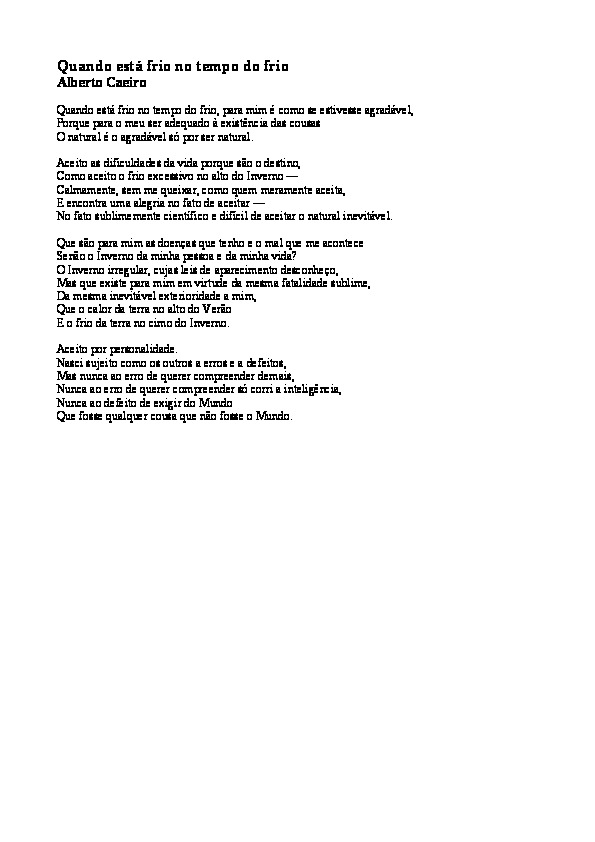 Quando está frio no tempo do frio
Alberto Caeiro
Quando está frio no tempo do frio, para mim é como se estivesse agradável,
Porque para o meu ser adequado à existência das cousas
O natural é o agradável só por ser natural.
Aceito as dificuldades da vida porque são o destino,
Como aceito o frio excessivo no alto do Inverno —
Calmamente, sem me queixar, como quem meramente aceita,
E encontra uma alegria no fato de aceitar —
No fato sublimemente científico e difícil de aceitar o natural inevitável.
Que são para mim as doenças que tenho e o mal que me acontece
Senão o Inverno da minha pessoa e da minha vida?
O Inverno irregular, cujas leis de aparecimento desconheço,
Mas que existe para mim em virtude da mesma fatalidade sublime,
Da mesma inevitável exterioridade a mim,
Que o calor da terra no alto do Verão
E o frio da terra no cimo do Inverno.
Aceito por personalidade.
Nasci sujeito como os outros a erros e a defeitos,
Mas nunca ao erro de querer compreender demais,
Nunca ao erro de querer compreender só corri a inteligência,
Nunca ao defeito de exigir do Mundo
Que fosse qualquer cousa que não fosse o Mundo.